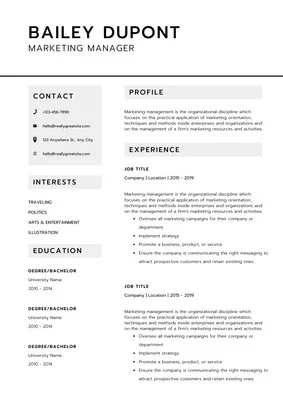 BAILEY DUPONT
MARKETING MANAGER
CONTACT
+123-456-7890
hello@reallygreatsite.com
123 Anywhere St., Any City
hello@reallygreatsite.com
INTERESTS
TRAVELING
POLITICS
ARTS & ENTERTAINMENT
ILLUSTRATION
EDUCATION
DEGREE/BACHELOR
University Name
2010 - 2014
DEGREE/BACHELOR
University Name
2010 - 2014
DEGREE/BACHELOR
University Name
2010 - 2014
PROFILE
Marketing management is the organizational discipline which
focuses on the practical application of marketing orientation,
techniques and methods inside enterprises and organizations and
on the management of a firm's marketing resources and activities.
EXPERIENCE
JOB TITLE
Company | Location | 2015 - 2019
Marketing management is the organizational discipline which
focuses on the practical application of marketing orientation,
techniques and methods inside enterprises and organizations and
on the management of a firm's marketing resources and activities.
Oversaw all marketing campaigns for their company or
department
Implement strategy
Promote a business, product, or service
Ensure the company is communicating the right messaging to
attract prospective customers and retain existing ones
JOB TITLE
Company | Location | 2015 - 2019
Marketing management is the organizational discipline which
focuses on the practical application of marketing orientation,
techniques and methods inside enterprises and organizations and
on the management of a firm's marketing resources and activities.
Oversaw all marketing campaigns for their company or
department
Implement strategy
Promote a business, product, or service
Ensure the company is communicating the right messaging to
attract prospective customers and retain existing ones